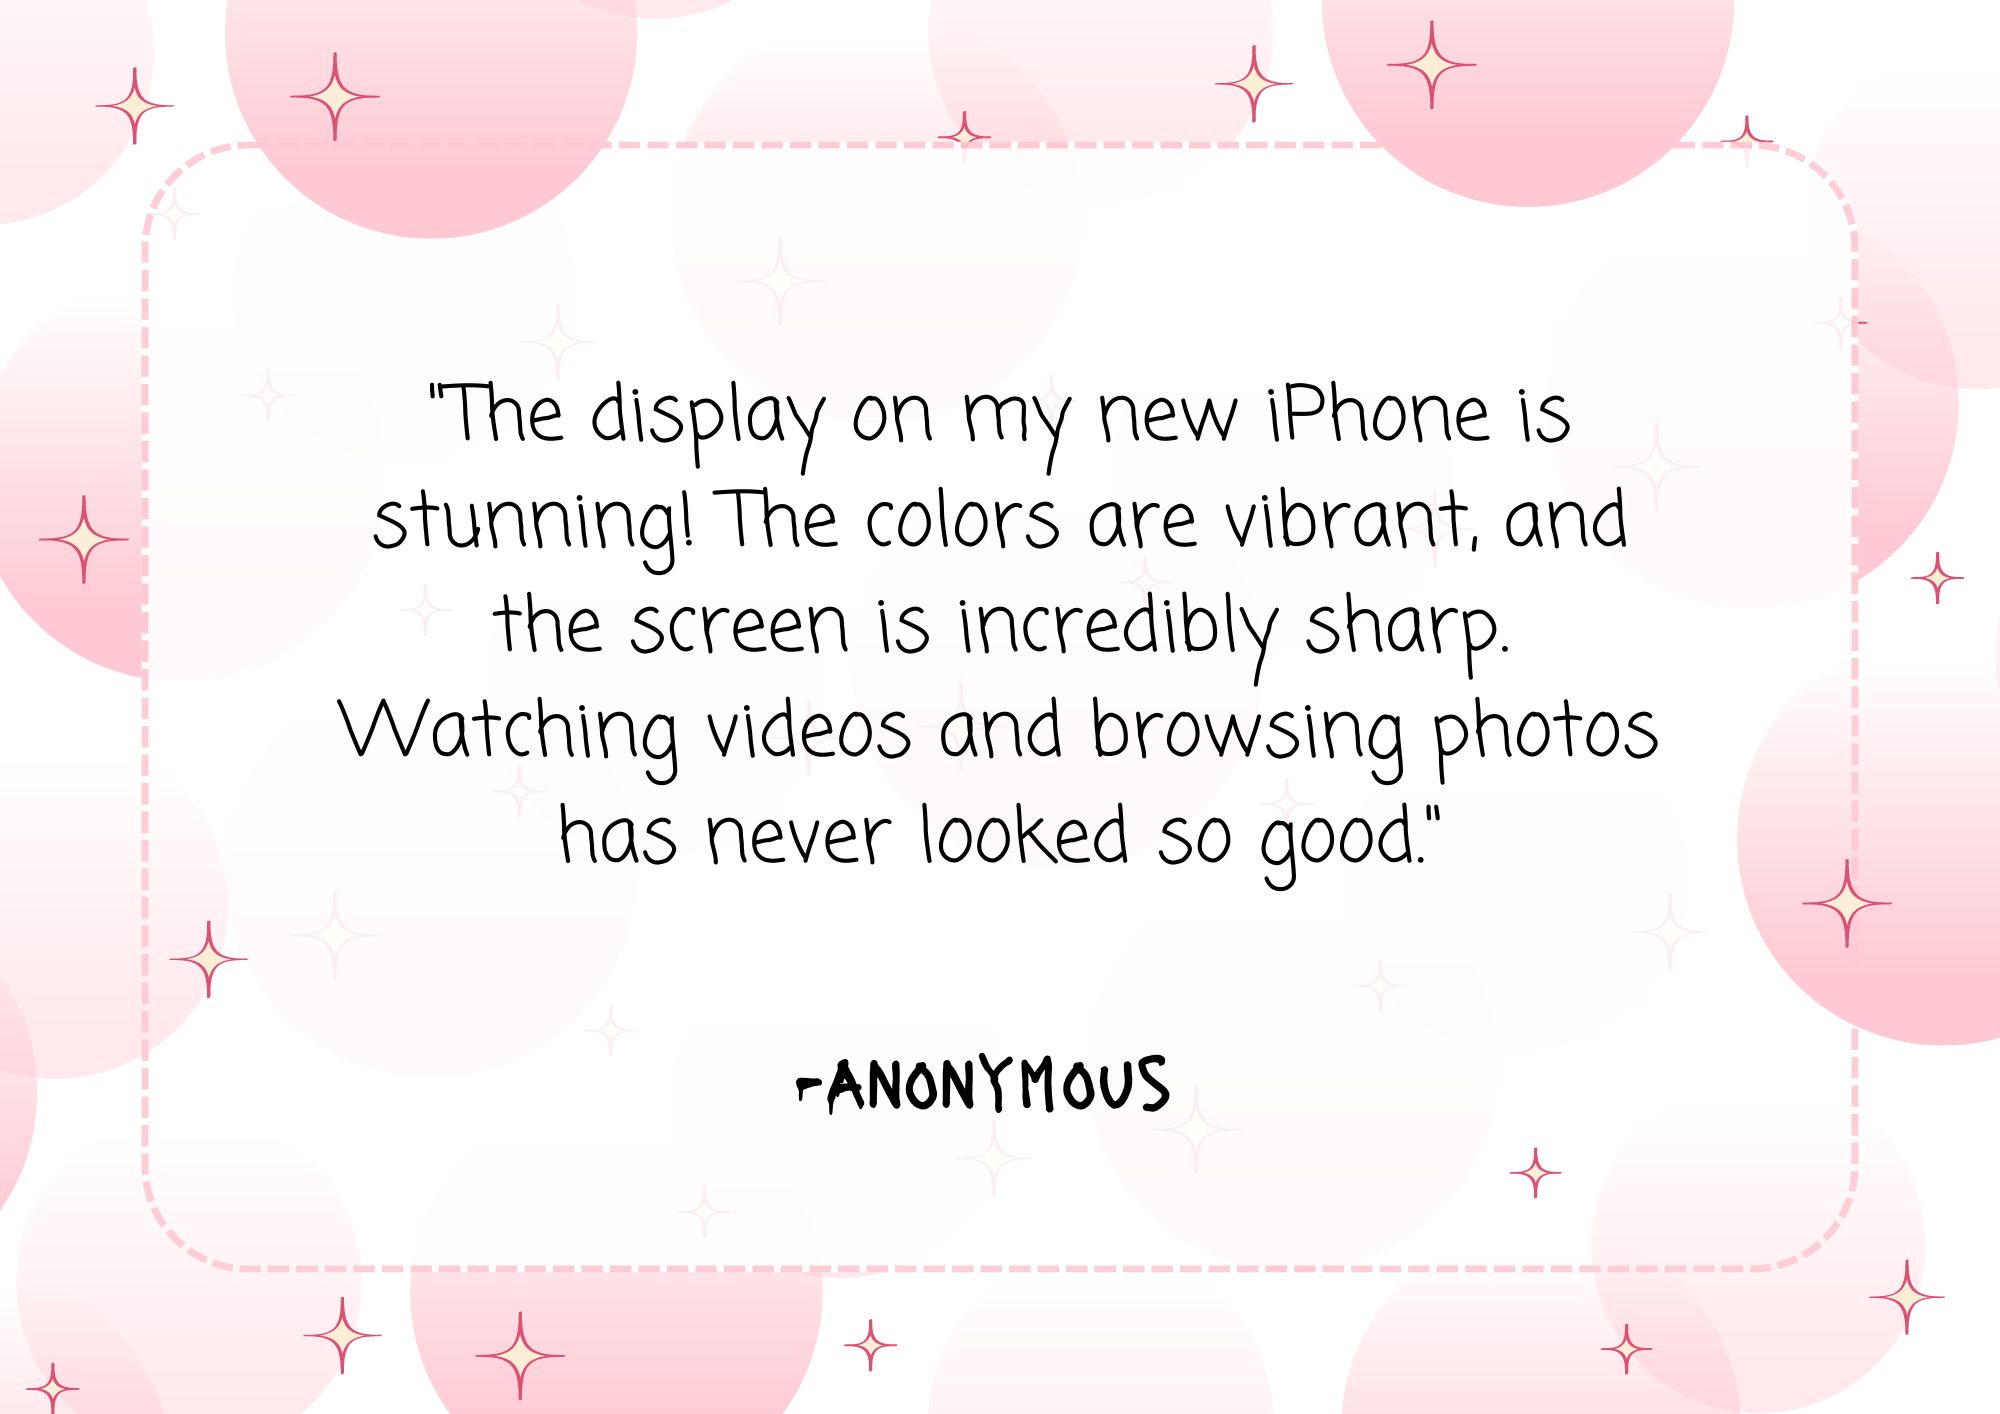 "The display on my new iPhone is
stunning! The colors are vibrant, and
the screen is incredibly sharp.
Watching videos and browsing photos
has never looked so good."
-ANONYMOUS